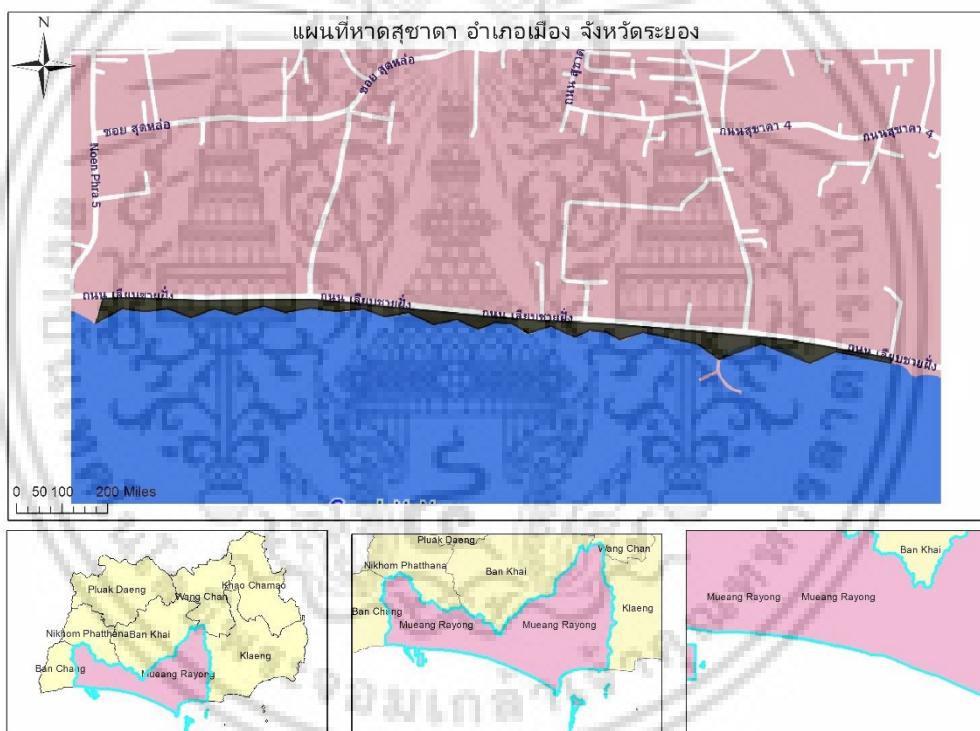 แผนที่หาดสุชาดา อำเภอเมือง จังหวัดระยอง
N
ซอย สุดหล่อ
ซอย สุดหล่อ
ถนน สุชาดา
ถนนสุชาดา 4
ถนนสุชาดา 4
Noen Phra 5
ถนน เลียบชายฝั่ง
ถนน เลียบชายฝั่ง
ถนน เลียบชายฝั่ง
ถนน เลียบชายฝั่ง
0 50 100 200 Miles
Pluak Daeng
Khao Chamao
Wang Chan
Nikhom Phatthana
Ban Khai
Klaeng
Ban Chang
Mueang Rayong
Pluak Daeng
Wang Chan
Nikhom Phatthana
Ban Khai
Ban Chang
Klaeng
Mueang Rayong
Mueang Rayong
Ban Khai
Mueang Rayong
Mueang Rayong